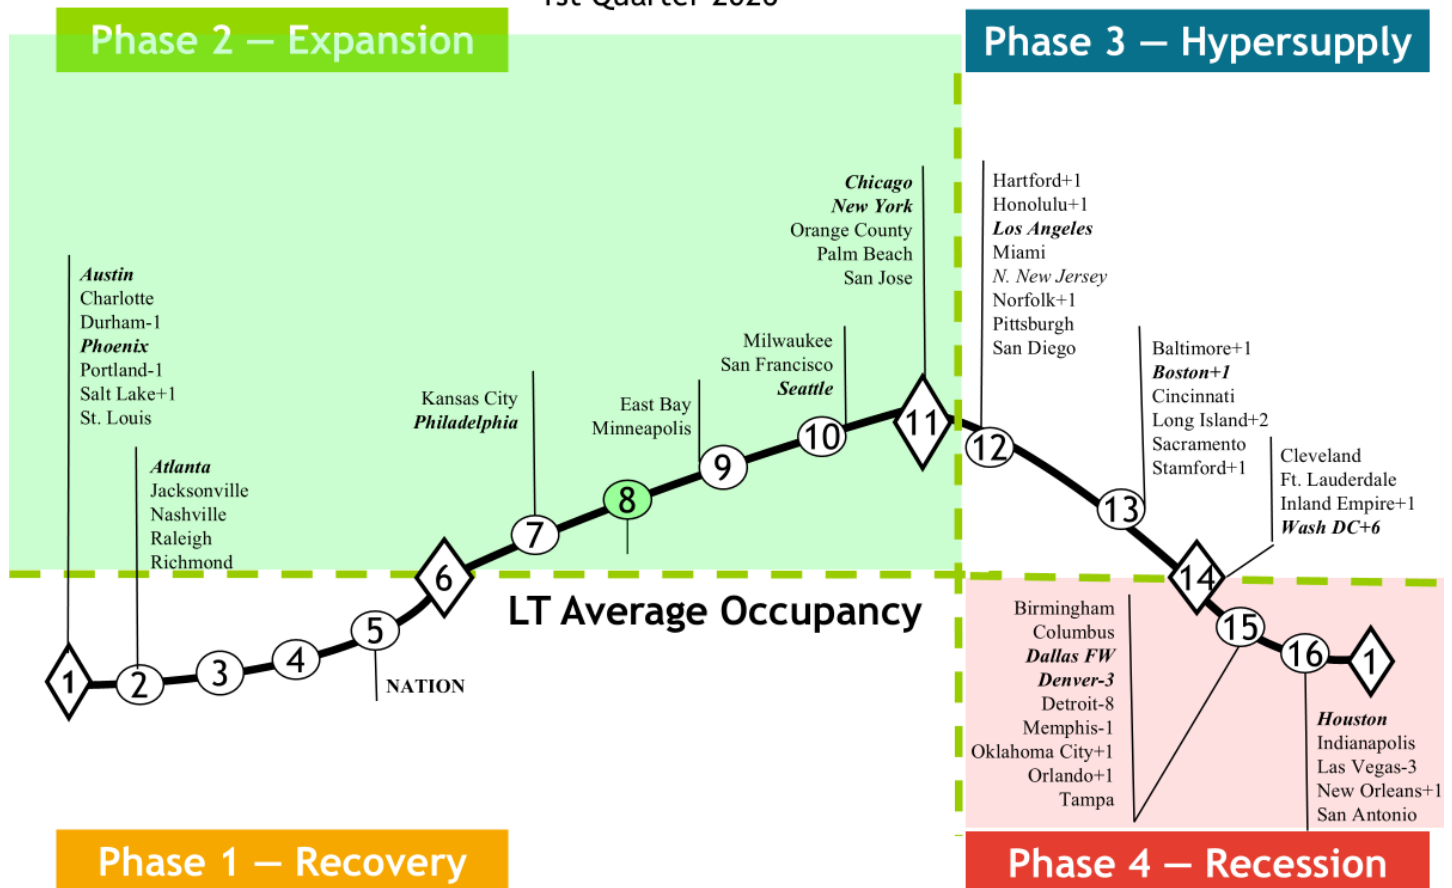 1st Quarter 2026
Phase 2 — Expansion
Phase 3 — Hypersupply
Austin
Charlotte
Durham-1
Phoenix
Portland-1
Salt Lake+1
St. Louis
Atlanta
Jacksonville
Nashville
Raleigh
Richmond
Kansas City
Philadelphia
East Bay
Minneapolis
Milwaukee
San Francisco
Seattle
Chicago
New York
Orange County
Palm Beach
San Jose
Hartford+1
Honolulu+1
Los Angeles
Miami
N. New Jersey
Norfolk+1
Pittsburgh
San Diego
Baltimore+1
Boston+1
Cincinnati
Long Island+2
Sacramento
Stamford+1
Cleveland
Ft. Lauderdale
Inland Empire+1
Wash DC+6
1
2
3
4
5
6
7
8
9
10
11
12
13
14
15
16
1
LT Average Occupancy
NATION
Birmingham
Columbus
Dallas FW
Denver-3
Detroit-8
Memphis-1
Oklahoma City+1
Orlando+1
Tampa
Houston
Indianapolis
Las Vegas-3
New Orleans+1
San Antonio
Phase 1 — Recovery
Phase 4 — Recession